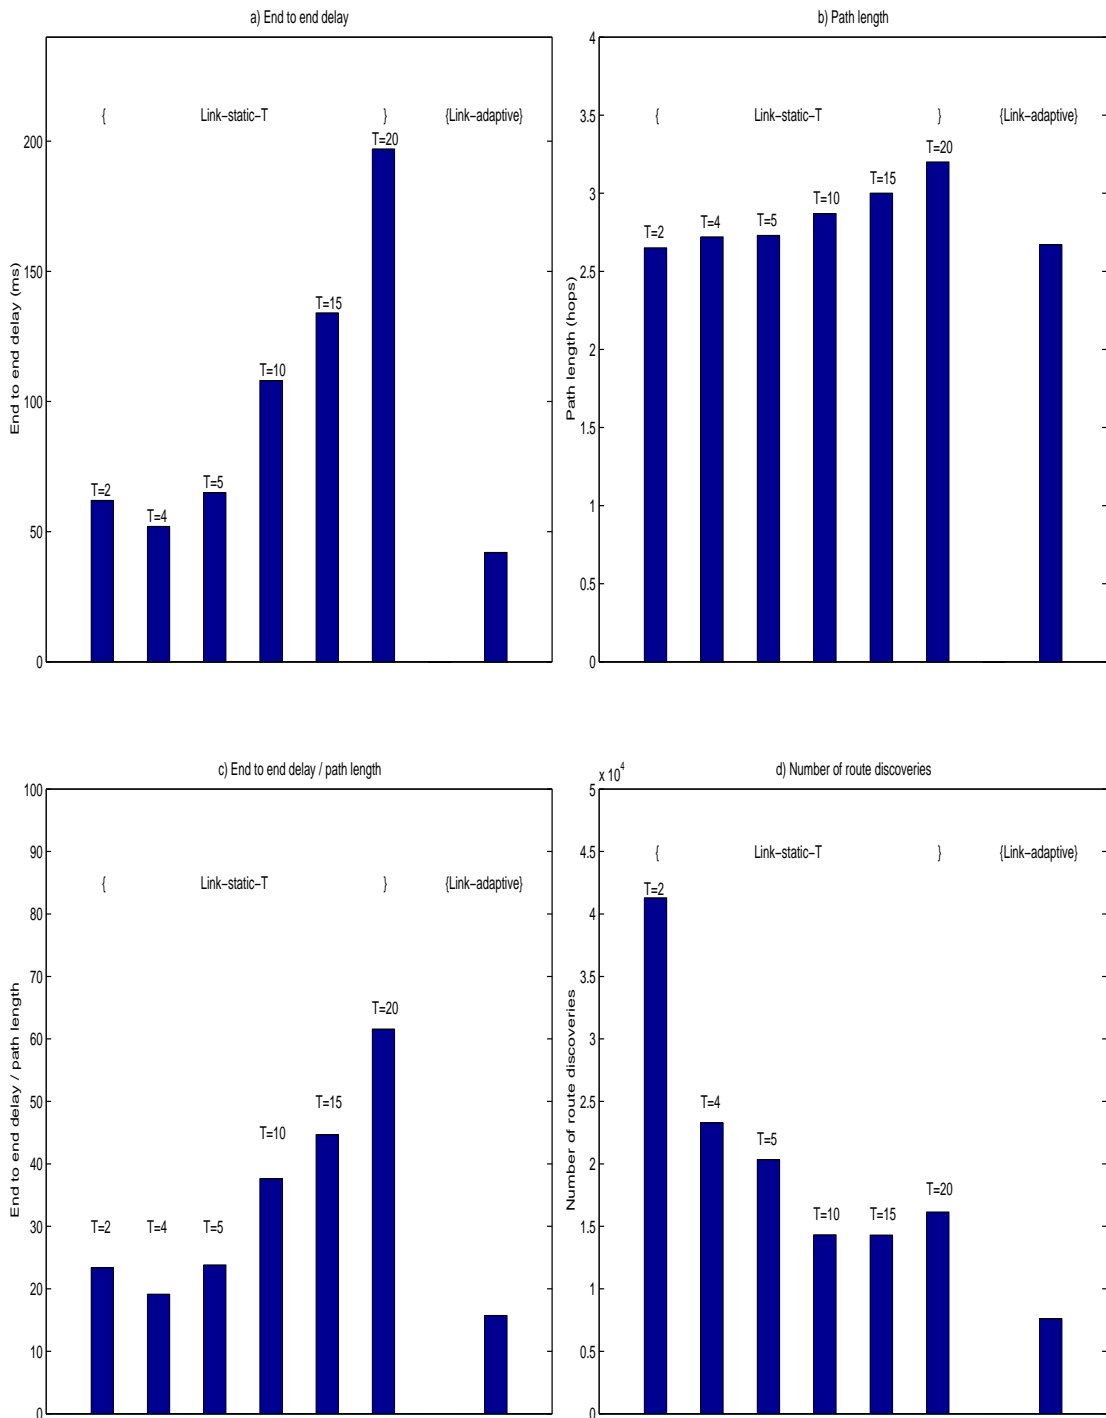 a) End to end delay
{ Link-static-T } {Link-adaptive}
T=20
T=15
T=10
T=2
T=4
T=5
200
150
100
50
0
End to end delay (ms)
b) Path length
{ Link-static-T } {Link-adaptive}
T=2
T=4
T=5
T=10
T=15
T=20
4
3.5
3
2.5
2
1.5
1
0.5
0
Path length (hops)
c) End to end delay / path length
{ Link-static-T } {Link-adaptive}
T=2
T=4
T=5
T=10
T=15
T=20
100
90
80
70
60
50
40
30
20
10
0
End to end delay / path length
d) Number of route discoveries
x 10^4
{ Link-static-T } {Link-adaptive}
T=2
T=4
T=5
T=10
T=15
T=20
5
4.5
4
3.5
3
2.5
2
1.5
1
0.5
0
Number of route discoveries